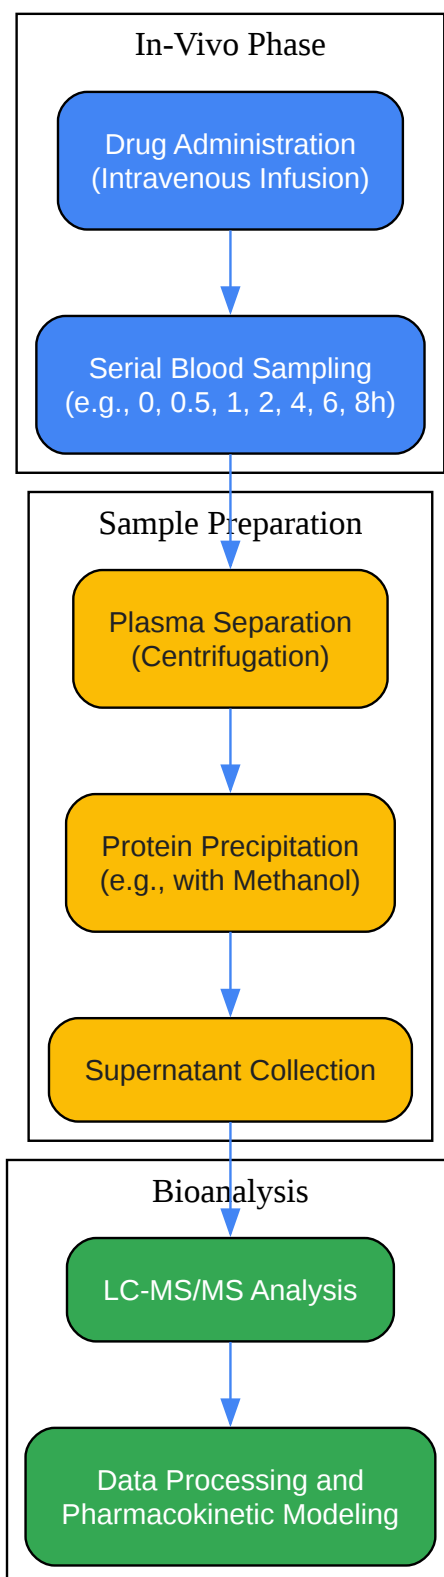 In-Vivo Phase
Drug Administration
(Intravenous Infusion)
Serial Blood Sampling
(e.g., 0, 0.5, 1, 2, 4, 6, 8h)
Sample Preparation
Plasma Separation
(Centrifugation)
Protein Precipitation
(e.g., with Methanol)
Supernatant Collection
Bioanalysis
LC-MS/MS Analysis
Data Processing and
Pharmacokinetic Modeling